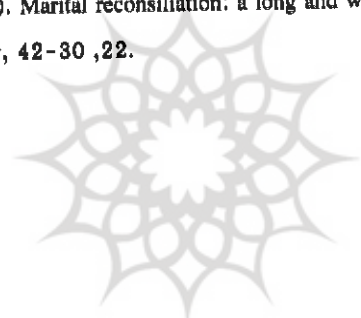 ). Marital reconsiliation: a long and w
, 42-30 ,22.